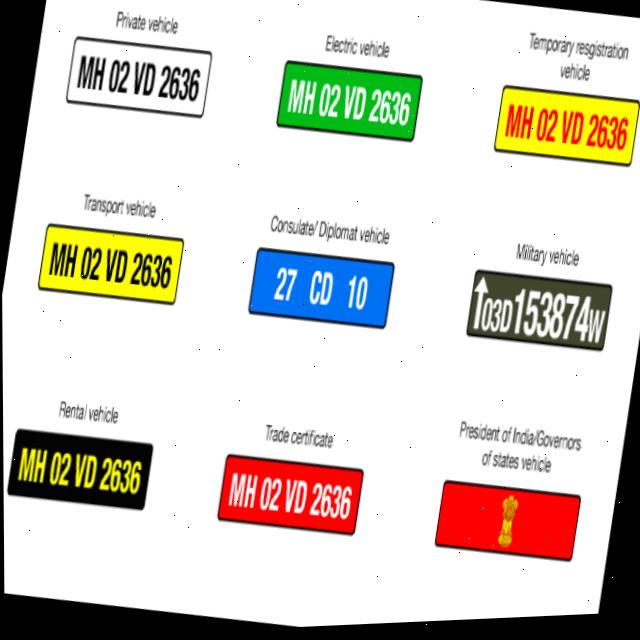 Private vehicle
MH 02 VD 2636
Electric vehicle
MH 02 VD 2636
Temporary resgistration
vehicle
MH 02 VD 2636
Transport vehicle
MH 02 VD 2636
Consulate/ Diplomat vehicle
27 CD 10
Military vehicle
↑03D153874W
Rental vehicle
MH 02 VD 2636
Trade certificate
MH 02 VD 2636
President of India/Governors
of states vehicle